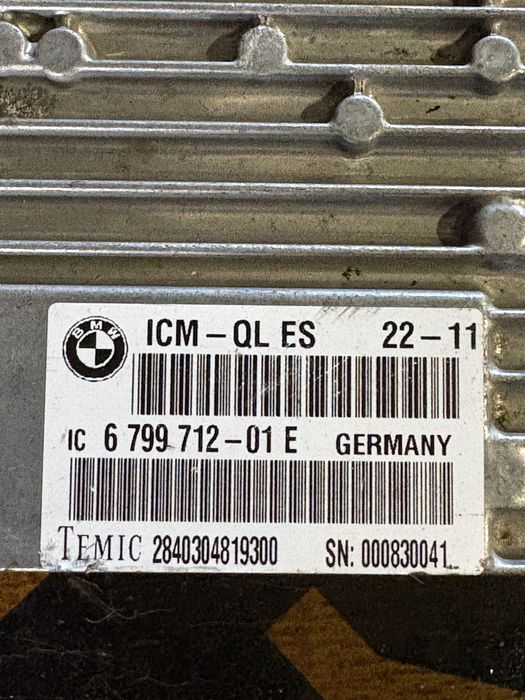 BMW
ICM-QL ES 22-11
IC 6 799 712-01 E GERMANY
TEMIC 2840304819300 SN: 000830041